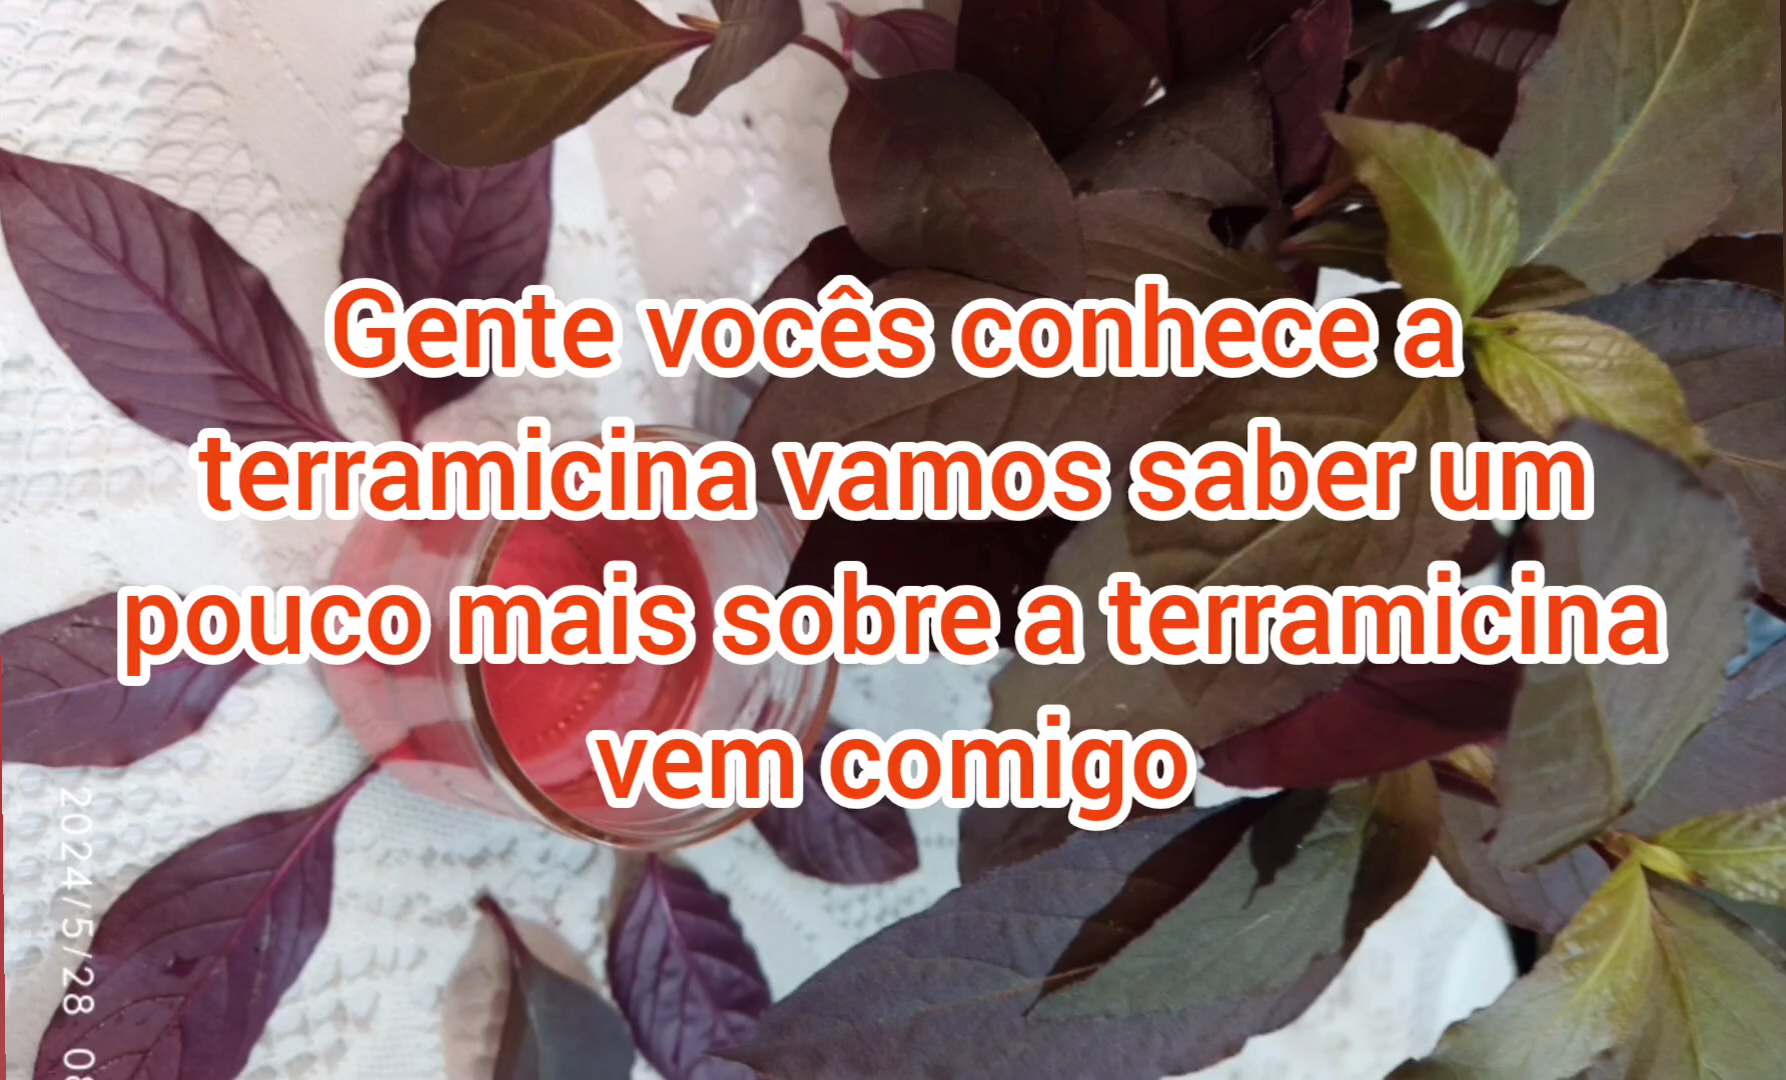 Gente vocês conhece a
terramicina vamos saber um
pouco mais sobre a terramicina
vem comigo
2024/5/28